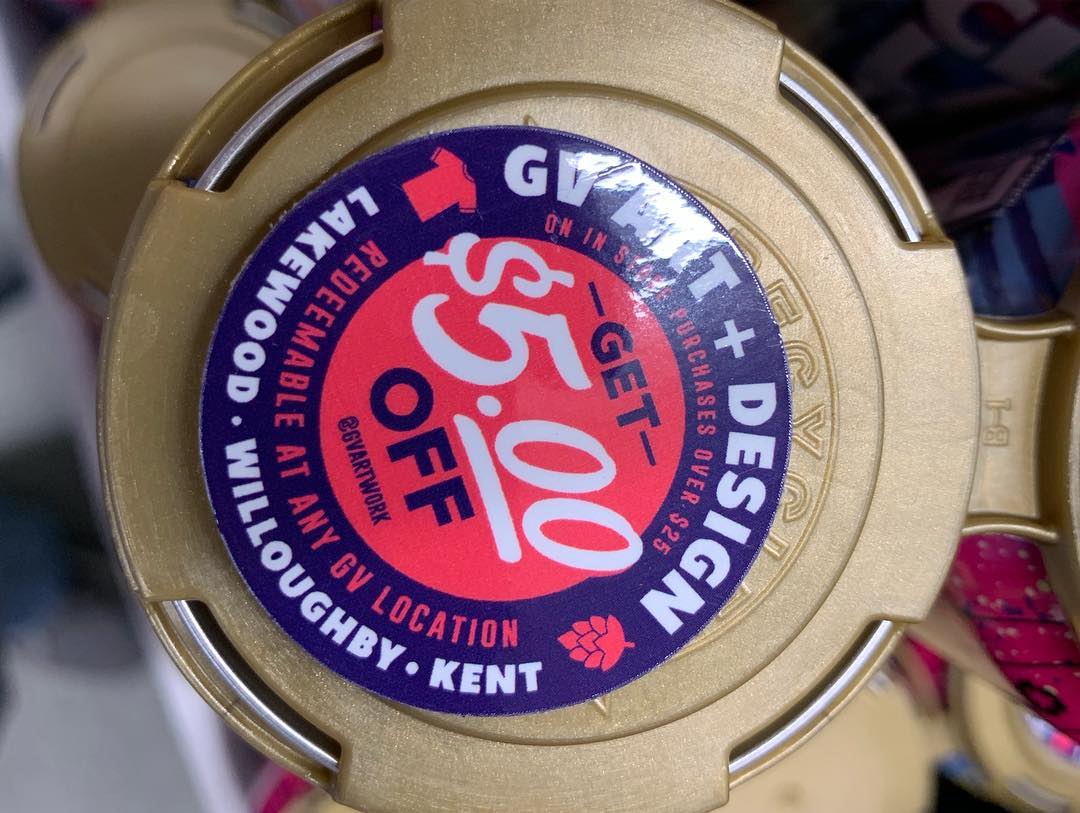 GV ART + DESIGN
ON IN STORE PURCHASES OVER $25
-GET-
$5.00
OFF
@GVARTWORK
REDEEMABLE AT ANY GV LOCATION
LAKEWOOD • WILLOUGHBY • KENT